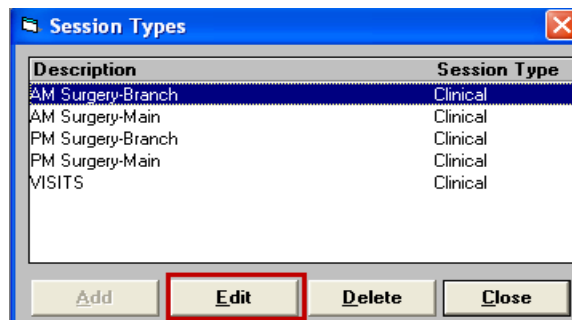 Session Types
Description Session Type
AM Surgery-Branch Clinical
AM Surgery-Main Clinical
PM Surgery-Branch Clinical
PM Surgery-Main Clinical
VISITS Clinical
Add Edit Delete Close